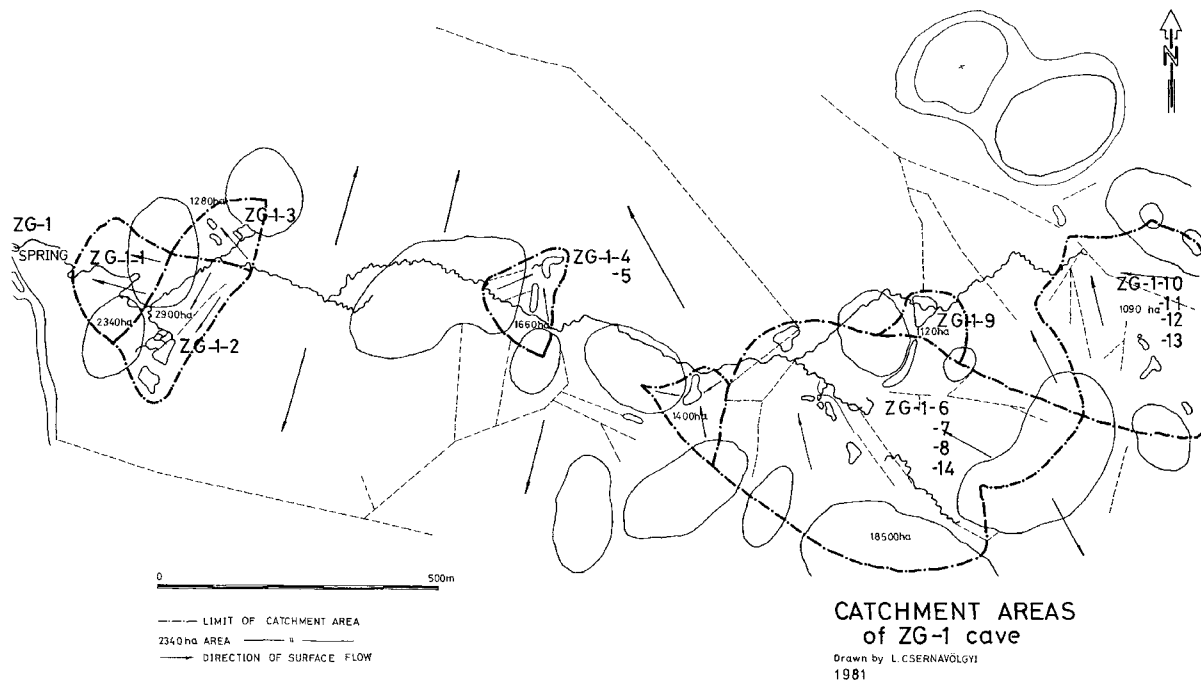 N
1280ha
ZG-1-3
ZG-1
SPRING
ZG-1-1
2900ha
2340ha
ZG-1-2
ZG-1-4
-5
1660ha
ZG-1-10
1090 ha
-11
-12
-13
ZG-1-9
1120ha
1400ha
ZG-1-6
-7
-8
-14
18500ha
0 500m
LIMIT OF CATCHMENT AREA
2340ha AREA — " —
DIRECTION OF SURFACE FLOW
CATCHMENT AREAS
of ZG-1 cave
Drawn by L.CSERNAVÖLGYI
1981